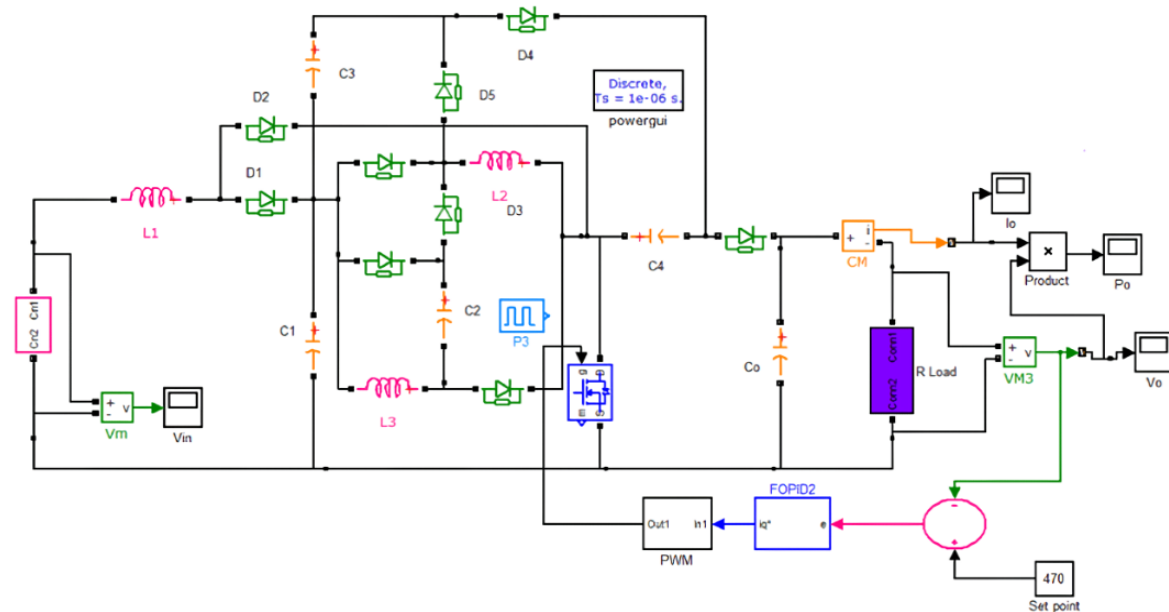 D4
C3
D5
Discrete,
Ts = 1e-06 s.
powergui
D2
D1
L1
L2
D3
Io
+
i
-
CM
C4
×
Product
Po
Cn1
Cn2
C1
C2
P3
Co
Conn1
Conn2
R Load
+
-
v
VM3
Vo
g
D
m
S
L3
+
-
v
Vm
Vin
FOPID2
Out1
In1
PWM
iq*
e
-
+
470
Set point